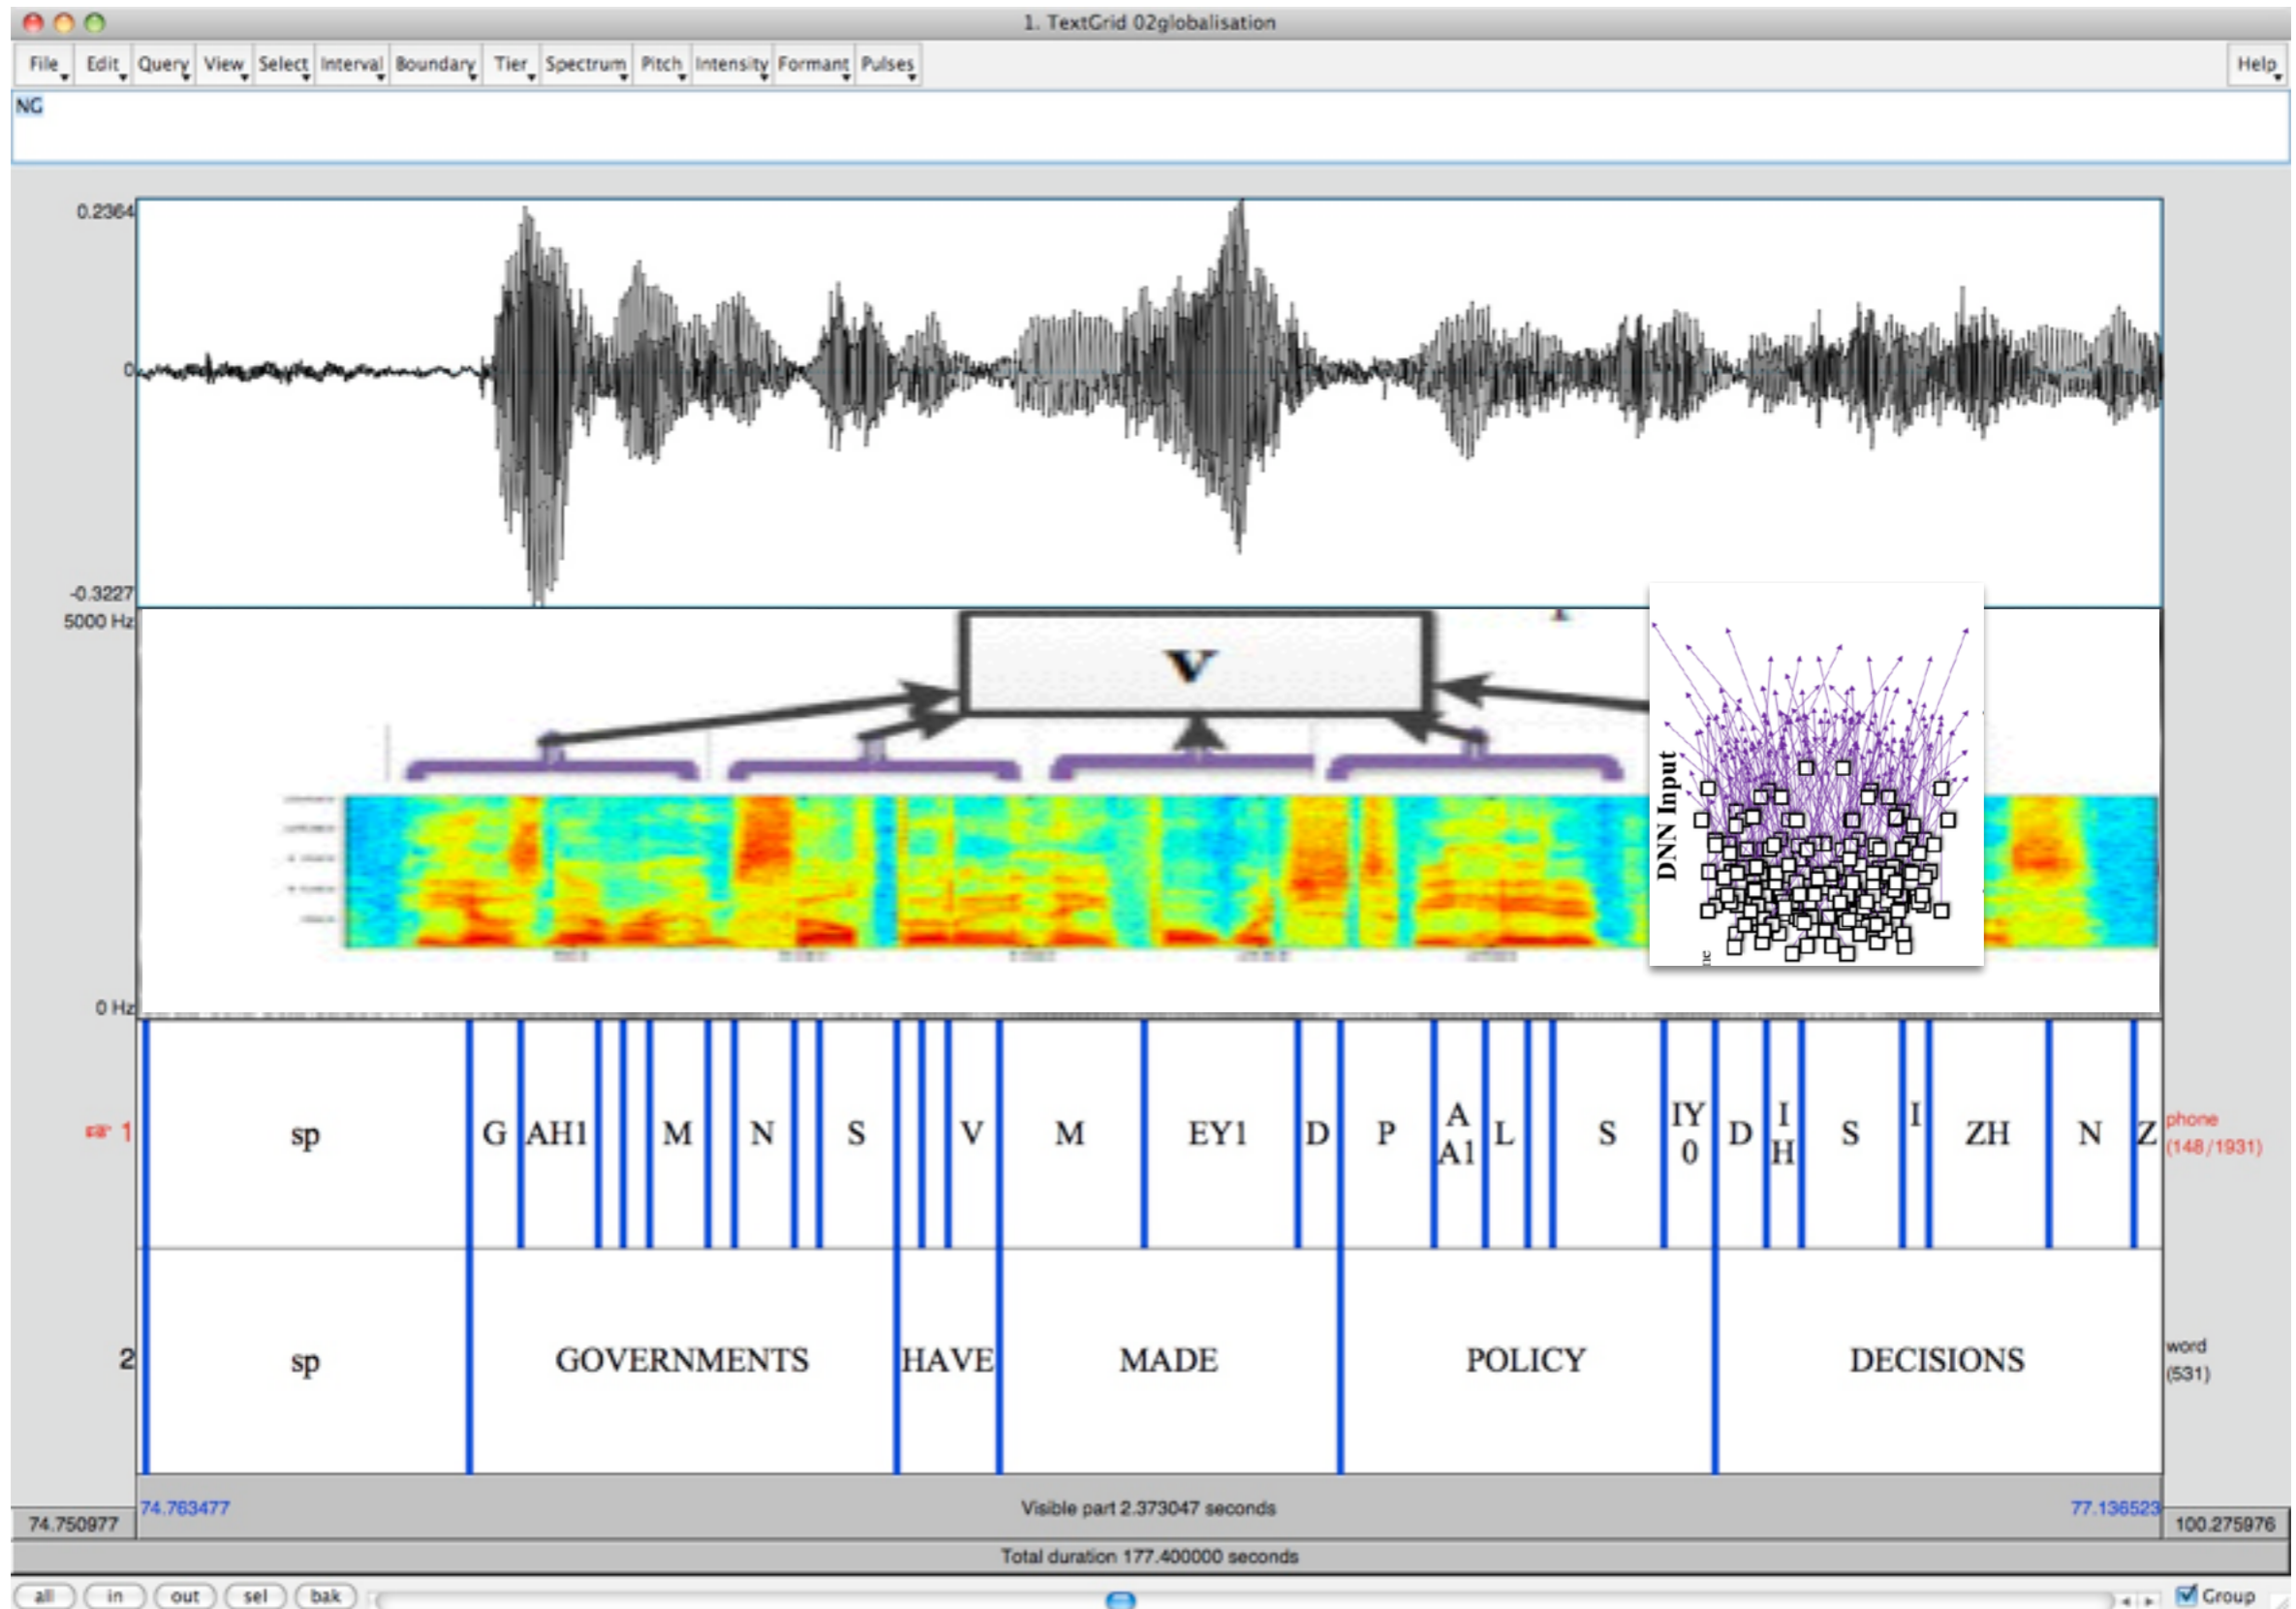 1. TextGrid 02globalisation
File Edit Query View Select Interval Boundary Tier Spectrum Pitch Intensity Formant Pulses Help
NG
0.2364
0
-0.3227
5000 Hz
v
DNN Input
ne
0 Hz
1 sp G AH1 M N S V M EY1 D P A A1 L S IY 0 D I H S I ZH N Z
phone
(148/1931)
2 sp GOVERNMENTS HAVE MADE POLICY DECISIONS
word
(531)
74.763477 Visible part 2.373047 seconds 77.136523
74.750977 100.275976
Total duration 177.400000 seconds
all in out sel bak Group